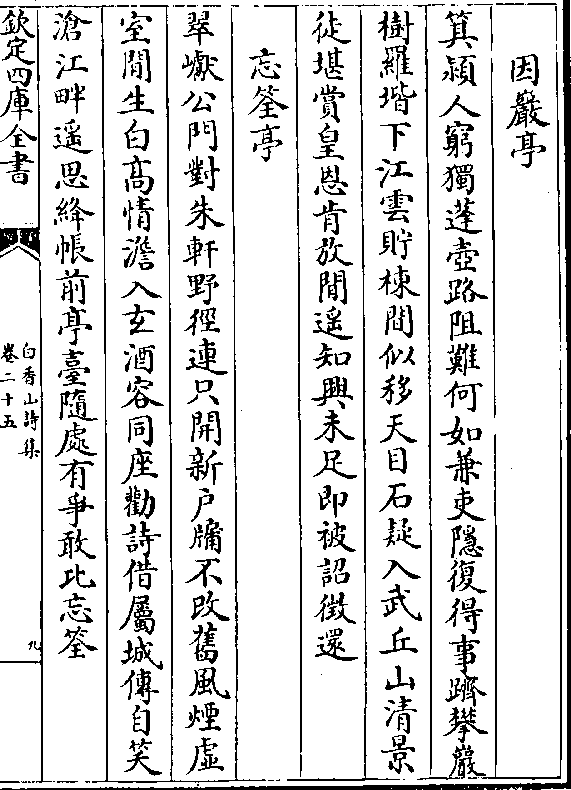 因巖亭
箕潁人窮獨蓬壺路阻難何如兼吏隱復得事躋攀巖
樹羅堦下江雲貯棟間似移天目石疑入武丘山清景
徒堪賞皇恩肯放閒遥知興未足即被詔徵還
忘筌亭
翠巘公門對朱軒野徑連只開新戸牖不改舊風煙虛
室閒生白高情澹入玄酒容同座勸詩借屬城傳自笑
滄江畔遥思絳帳前亭臺隨處有爭敢比忘筌
欽定四庫全書
白香山詩集
卷二十五
九